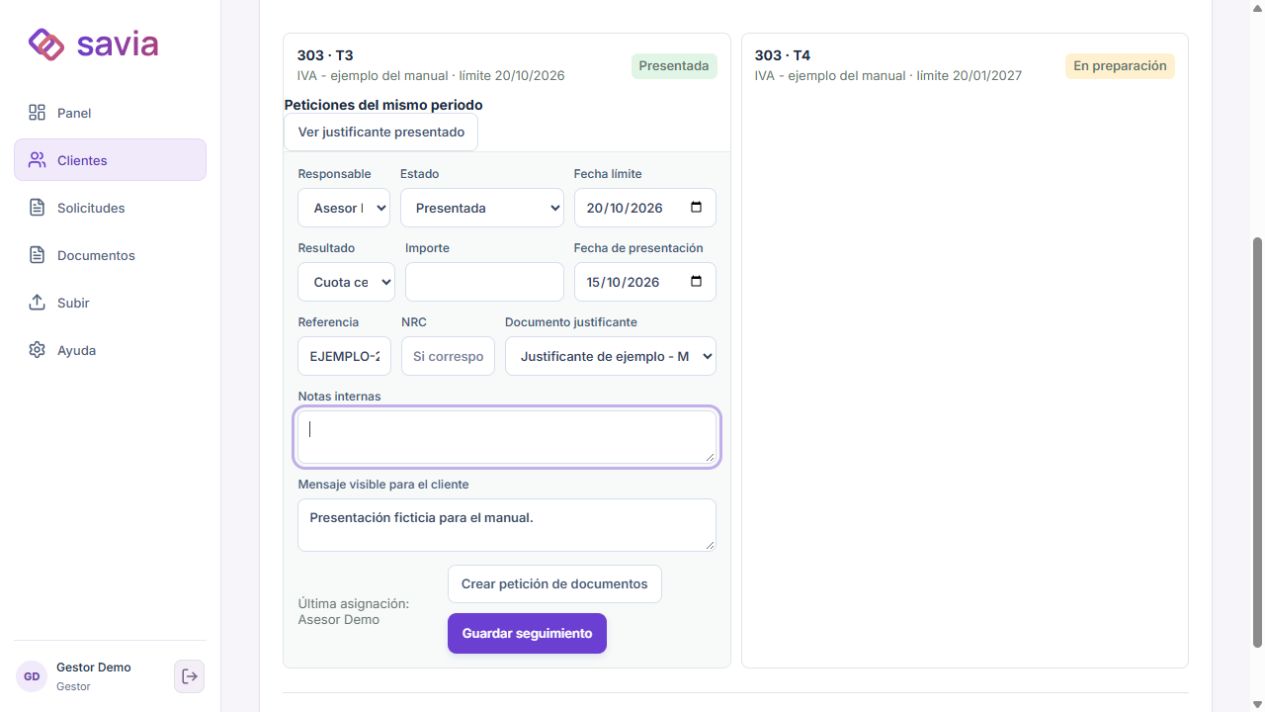 savia
Panel
Clientes
Solicitudes
Documentos
Subir
Ayuda
GD
Gestor Demo
Gestor
303 · T3
IVA - ejemplo del manual · límite 20/10/2026
Presentada
Peticiones del mismo periodo
Ver justificante presentado
Responsable
Estado
Fecha límite
Asesor
Presentada
20/10/2026
Resultado
Importe
Fecha de presentación
Cuota ce
15/10/2026
Referencia
NRC
Documento justificante
EJEMPLO-2
Si correspo
Justificante de ejemplo - M
Notas internas
Mensaje visible para el cliente
Presentación ficticia para el manual.
Crear petición de documentos
Última asignación:
Asesor Demo
Guardar seguimiento
303 · T4
IVA - ejemplo del manual · límite 20/01/2027
En preparación